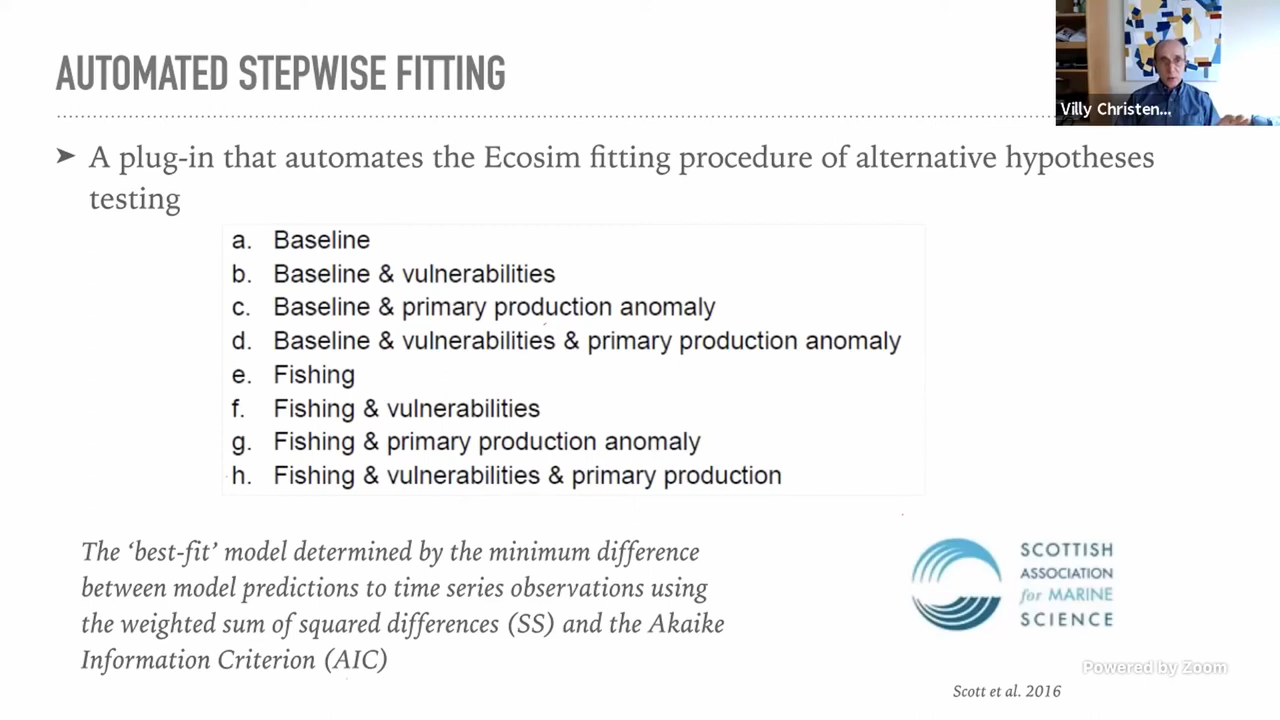 AUTOMATED STEPWISE FITTING
Villy Christen...
➤ A plug-in that automates the Ecosim fitting procedure of alternative hypotheses
testing
a. Baseline
b. Baseline & vulnerabilities
c. Baseline & primary production anomaly
d. Baseline & vulnerabilities & primary production anomaly
e. Fishing
f. Fishing & vulnerabilities
g. Fishing & primary production anomaly
h. Fishing & vulnerabilities & primary production
The ‘best-fit’ model determined by the minimum difference
between model predictions to time series observations using
the weighted sum of squared differences (SS) and the Akaike
Information Criterion (AIC)
SCOTTISH
ASSOCIATION
for MARINE
SCIENCE
Powered by Zoom
Scott et al. 2016